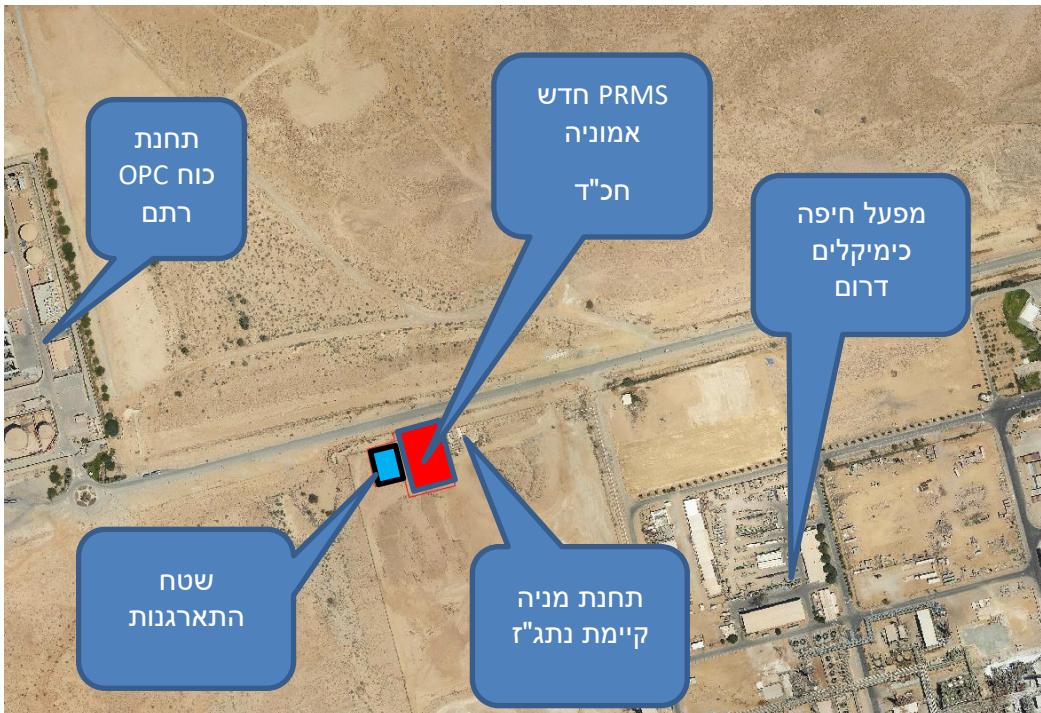 PRMS חדש
אמוניה
חכ"ד
תחנת
כוח OPC
רתם
מפעל חיפה
כימיקלים
דרום
שטח
התארגנות
תחנת מניה
קיימת נתג"ז